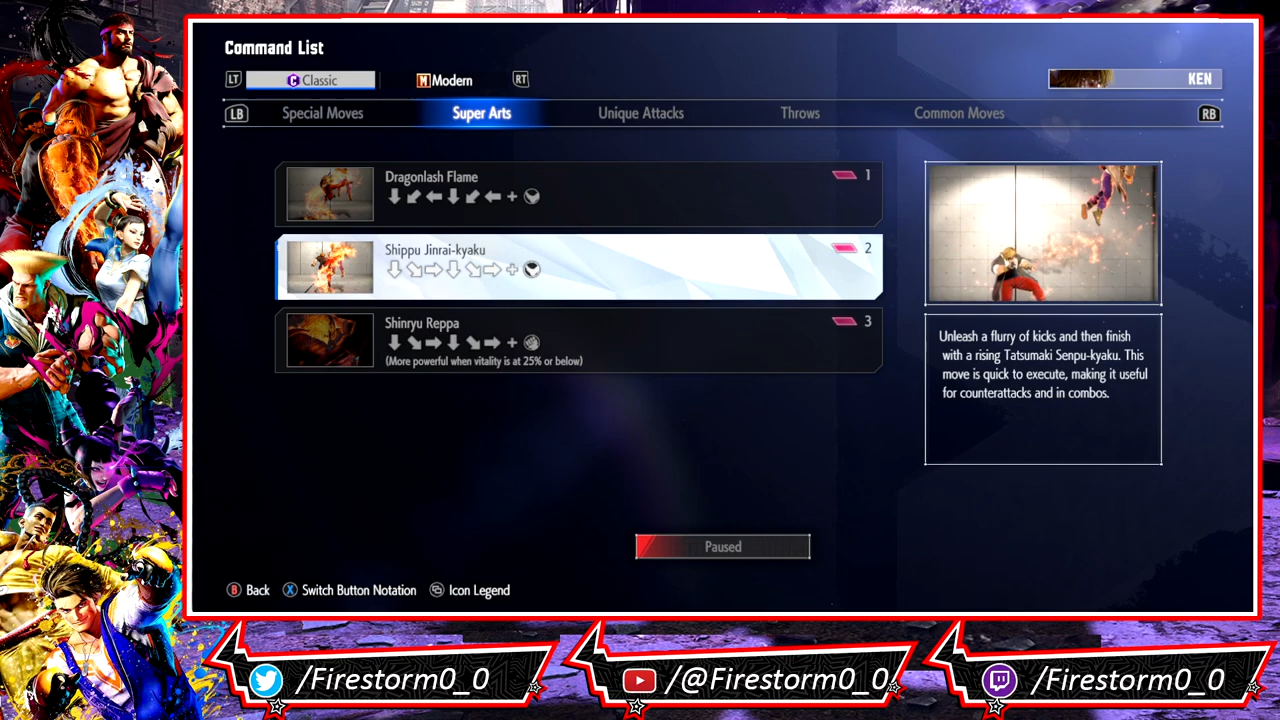 Command List
LT C Classic M Modern RT
KEN
LB Special Moves Super Arts Unique Attacks Throws Common Moves RB
Dragonlash Flame
1
+
Shippu Jinrai-kyaku
2
+
Shinryu Reppa
3
+
(More powerful when vitality is at 25% or below)
Unleash a flurry of kicks and then finish
with a rising Tatsumaki Senpu-kyaku. This
move is quick to execute, making it useful
for counterattacks and in combos.
Paused
B Back X Switch Button Notation Icon Legend
/Firestorm0_0 /@Firestorm0_0 /Firestorm0_0